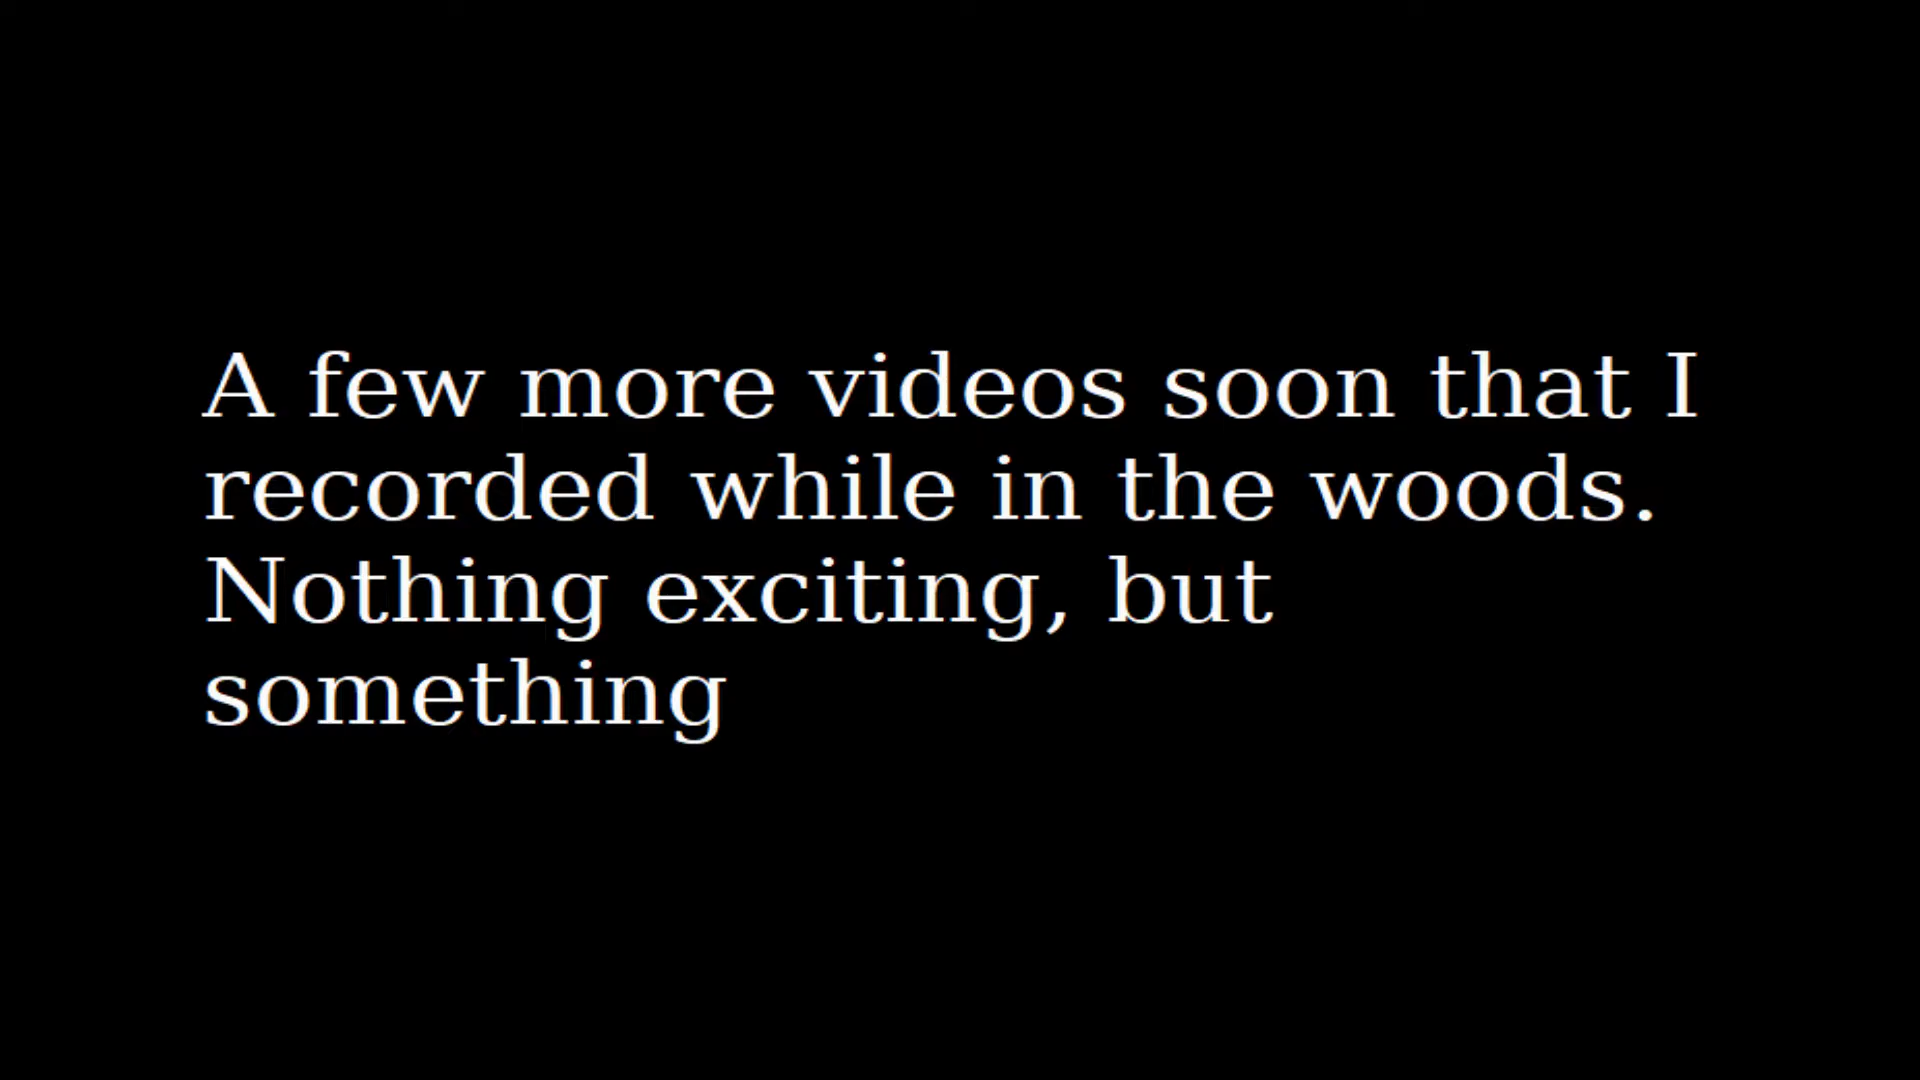 A few more videos soon that I
recorded while in the woods.
Nothing exciting, but
something